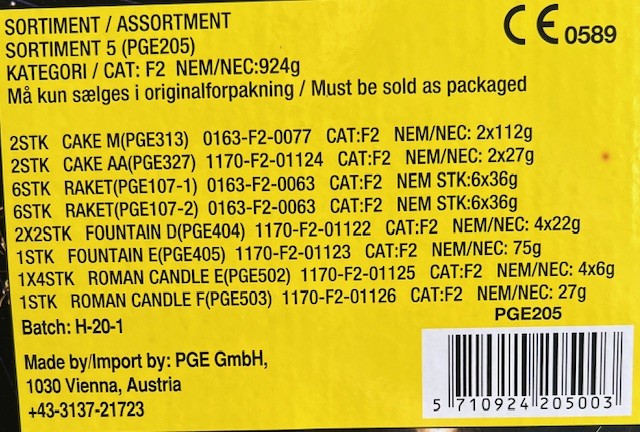 SORTIMENT / ASSORTMENT
SORTIMENT 5 (PGE205)
KATEGORI / CAT: F2 NEM/NEC:924g
Må kun sælges i originalforpakning / Must be sold as packaged
CE 0589
2STK CAKE M(PGE313) 0163-F2-0077 CAT:F2 NEM/NEC: 2x112g
2STK CAKE AA(PGE327) 1170-F2-01124 CAT:F2 NEM/NEC: 2x27g
6STK RAKET(PGE107-1) 0163-F2-0063 CAT:F2 NEM STK:6x36g
6STK RAKET(PGE107-2) 0163-F2-0063 CAT:F2 NEM STK:6x36g
2X2STK FOUNTAIN D(PGE404) 1170-F2-01122 CAT:F2 NEM/NEC: 4x22g
1STK FOUNTAIN E(PGE405) 1170-F2-01123 CAT:F2 NEM/NEC: 75g
1X4STK ROMAN CANDLE E(PGE502) 1170-F2-01125 CAT:F2 NEM/NEC: 4x6g
1STK ROMAN CANDLE F(PGE503) 1170-F2-01126 CAT:F2 NEM/NEC: 27g
Batch: H-20-1
Made by/Import by: PGE GmbH,
1030 Vienna, Austria
+43-3137-21723
PGE205
5 710924 205003